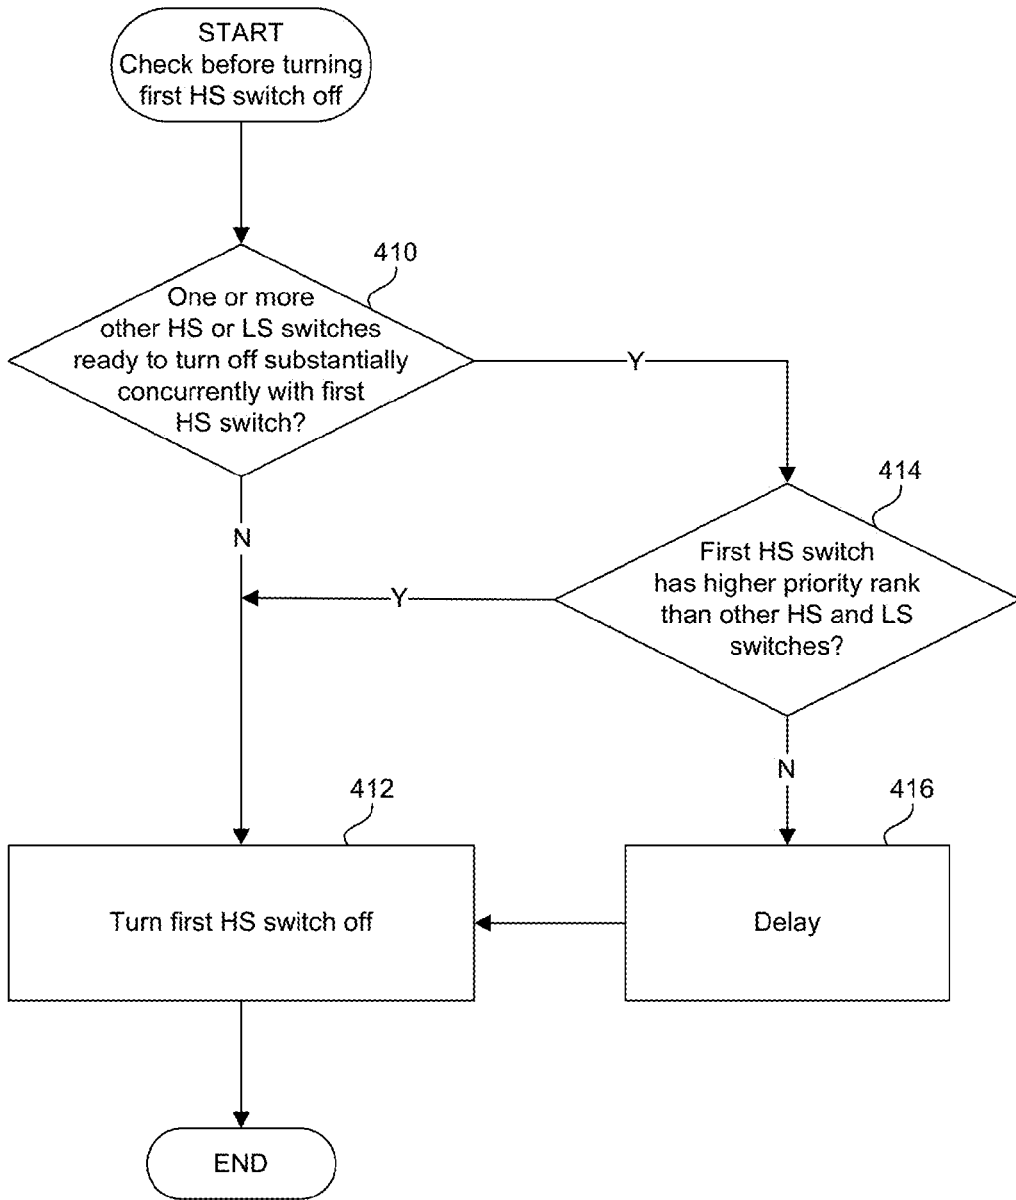 START
Check before turning
first HS switch off
410
One or more
other HS or LS switches
ready to turn off substantially
concurrently with first
HS switch?
Y
414
N
First HS switch
has higher priority rank
than other HS and LS
switches?
Y
N
412
416
Turn first HS switch off
Delay
END